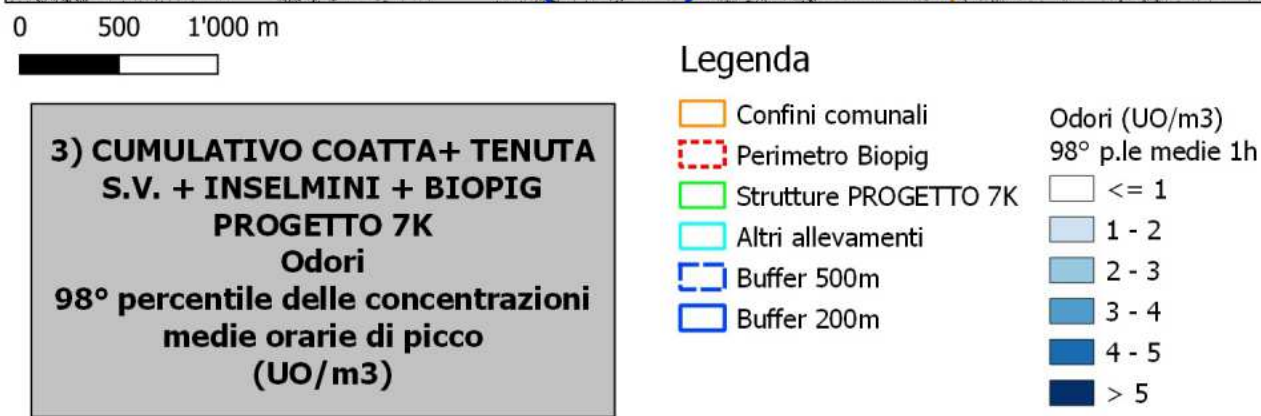 0 500 1'000 m
3) CUMULATIVO COATTA+ TENUTA
S.V. + INSELMINI + BIOPIG
PROGETTO 7K
Odori
98° percentile delle concentrazioni
medie orarie di picco
(UO/m3)
Legenda
Confini comunali
Perimetro Biopig
Strutture PROGETTO 7K
Altri allevamenti
Buffer 500m
Buffer 200m
Odori (UO/m3)
98° p.le medie 1h
<= 1
1 - 2
2 - 3
3 - 4
4 - 5
> 5